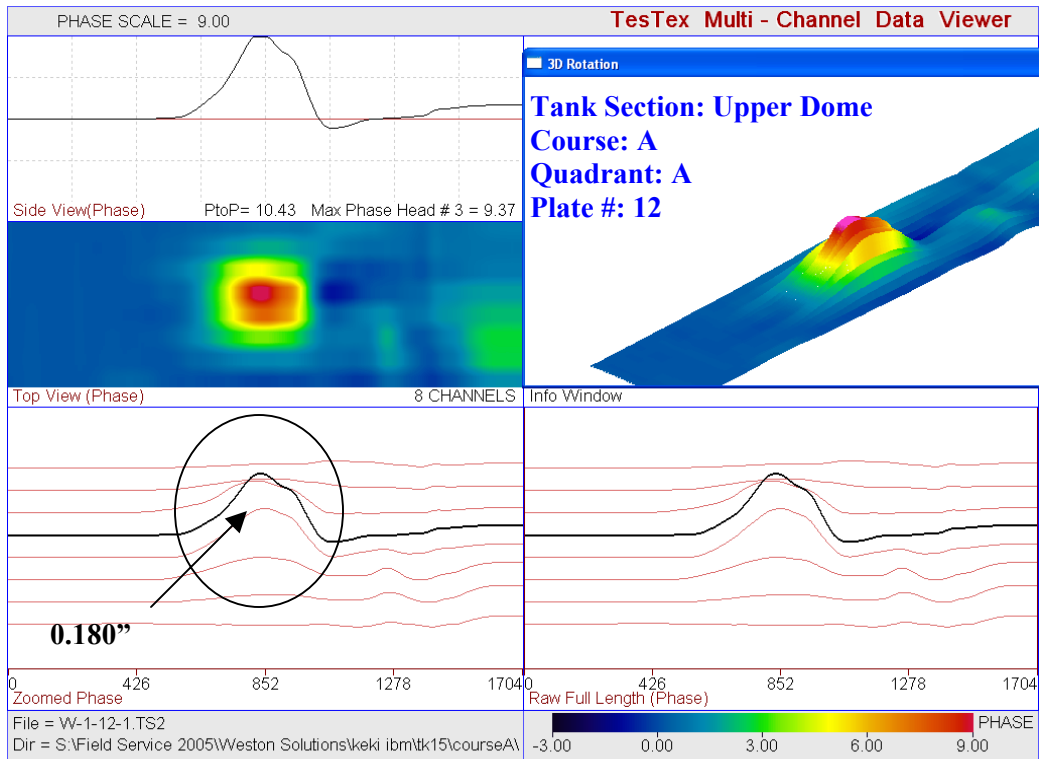 PHASE SCALE = 9.00
TesTex Multi - Channel Data Viewer
3D Rotation
Tank Section: Upper Dome
Course: A
Quadrant: A
Plate #: 12
Side View(Phase) PtoP= 10.43 Max Phase Head # 3 = 9.37
Top View (Phase) 8 CHANNELS
Info Window
0.180”
0 426 852 1278 1704
Zoomed Phase
0 426 852 1278 1704
Raw Full Length (Phase)
File = W-1-12-1.TS2
Dir = S:\Field Service 2005\Weston Solutions\keki ibm\tk15\courseA\
PHASE
-3.00 0.00 3.00 6.00 9.00